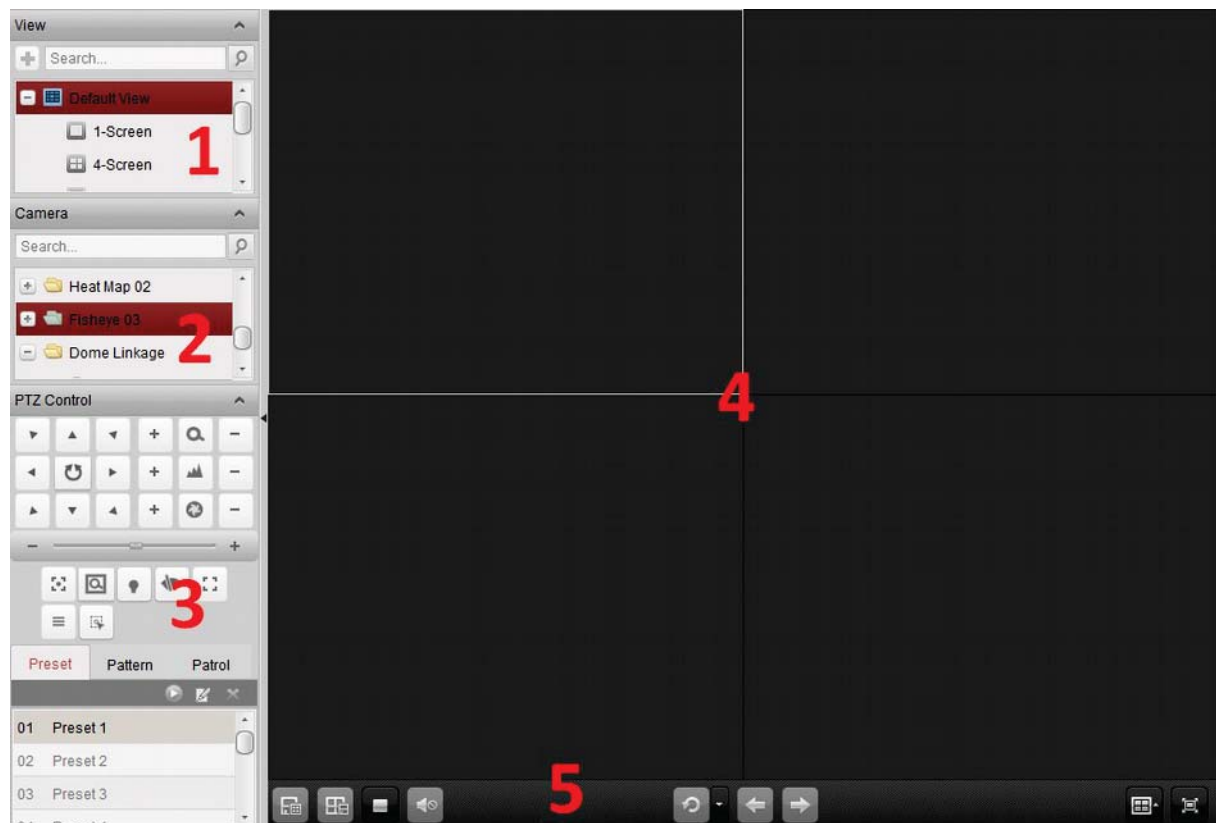 View
Search...
Default View
1-Screen
4-Screen
1
Camera
Search...
Heat Map 02
Fisheye 03
Dome Linkage
2
PTZ Control
4
3
Preset Pattern Patrol
01 Preset 1
02 Preset 2
03 Preset 3
5